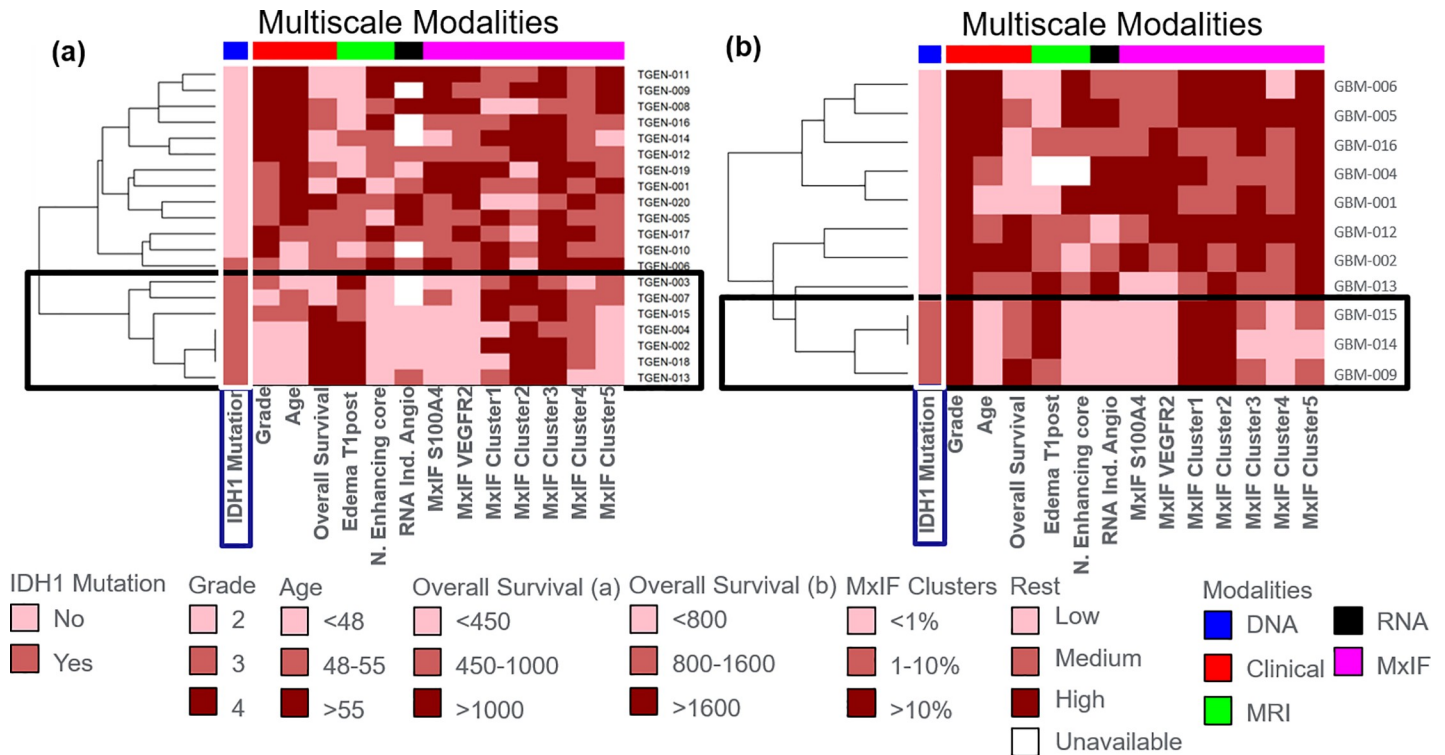 Multiscale Modalities
(a)
TGEN-011
TGEN-009
TGEN-008
TGEN-016
TGEN-014
TGEN-012
TGEN-019
TGEN-001
TGEN-020
TGEN-005
TGEN-017
TGEN-010
TGEN-006
TGEN-003
TGEN-007
TGEN-015
TGEN-004
TGEN-002
TGEN-018
TGEN-013
IDH1 Mutation
Grade
Age
Overall Survival
Edema T1post
N. Enhancing core
RNA Ind. Angio
MxIF S100A4
MxIF VEGFR2
MxIF Cluster1
MxIF Cluster2
MxIF Cluster3
MxIF Cluster4
MxIF Cluster5
Multiscale Modalities
(b)
GBM-006
GBM-005
GBM-016
GBM-004
GBM-001
GBM-012
GBM-002
GBM-013
GBM-015
GBM-014
GBM-009
IDH1 Mutation
Grade
Age
Overall Survival
Edema T1post
N. Enhancing core
RNA Ind. Angio
MxIF S100A4
MxIF VEGFR2
MxIF Cluster1
MxIF Cluster2
MxIF Cluster3
MxIF Cluster4
MxIF Cluster5
IDH1 Mutation
No
Yes
Grade
2
3
4
Age
<48
48-55
>55
Overall Survival (a)
<450
450-1000
>1000
Overall Survival (b)
<800
800-1600
>1600
MxIF Clusters
<1%
1-10%
>10%
Rest
Low
Medium
High
Unavailable
Modalities
DNA
Clinical
MRI
RNA
MxIF